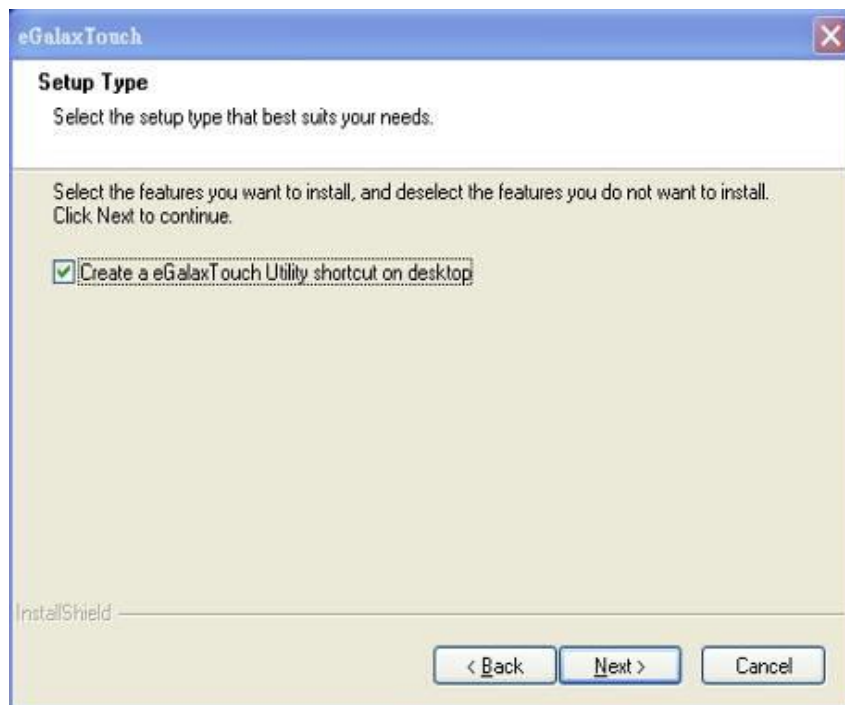 eGalaxTouch
Setup Type
Select the setup type that best suits your needs.
Select the features you want to install, and deselect the features you do not want to install.
Click Next to continue.
Create a eGalaxTouch Utility shortcut on desktop
InstallShield
< Back
Next >
Cancel